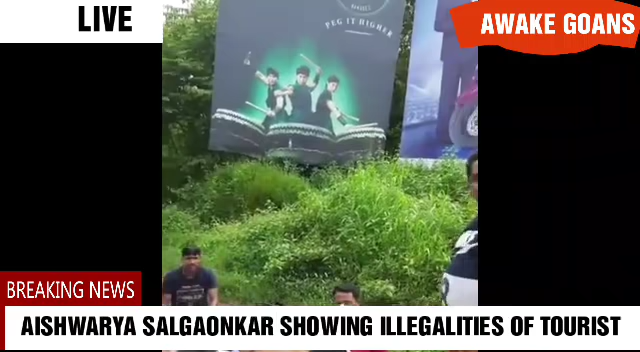 LIVE
AWAKE GOANS
PEG IT HIGHER
BREAKING NEWS
AISHWARYA SALGAONKAR SHOWING ILLEGALITIES OF TOURIST